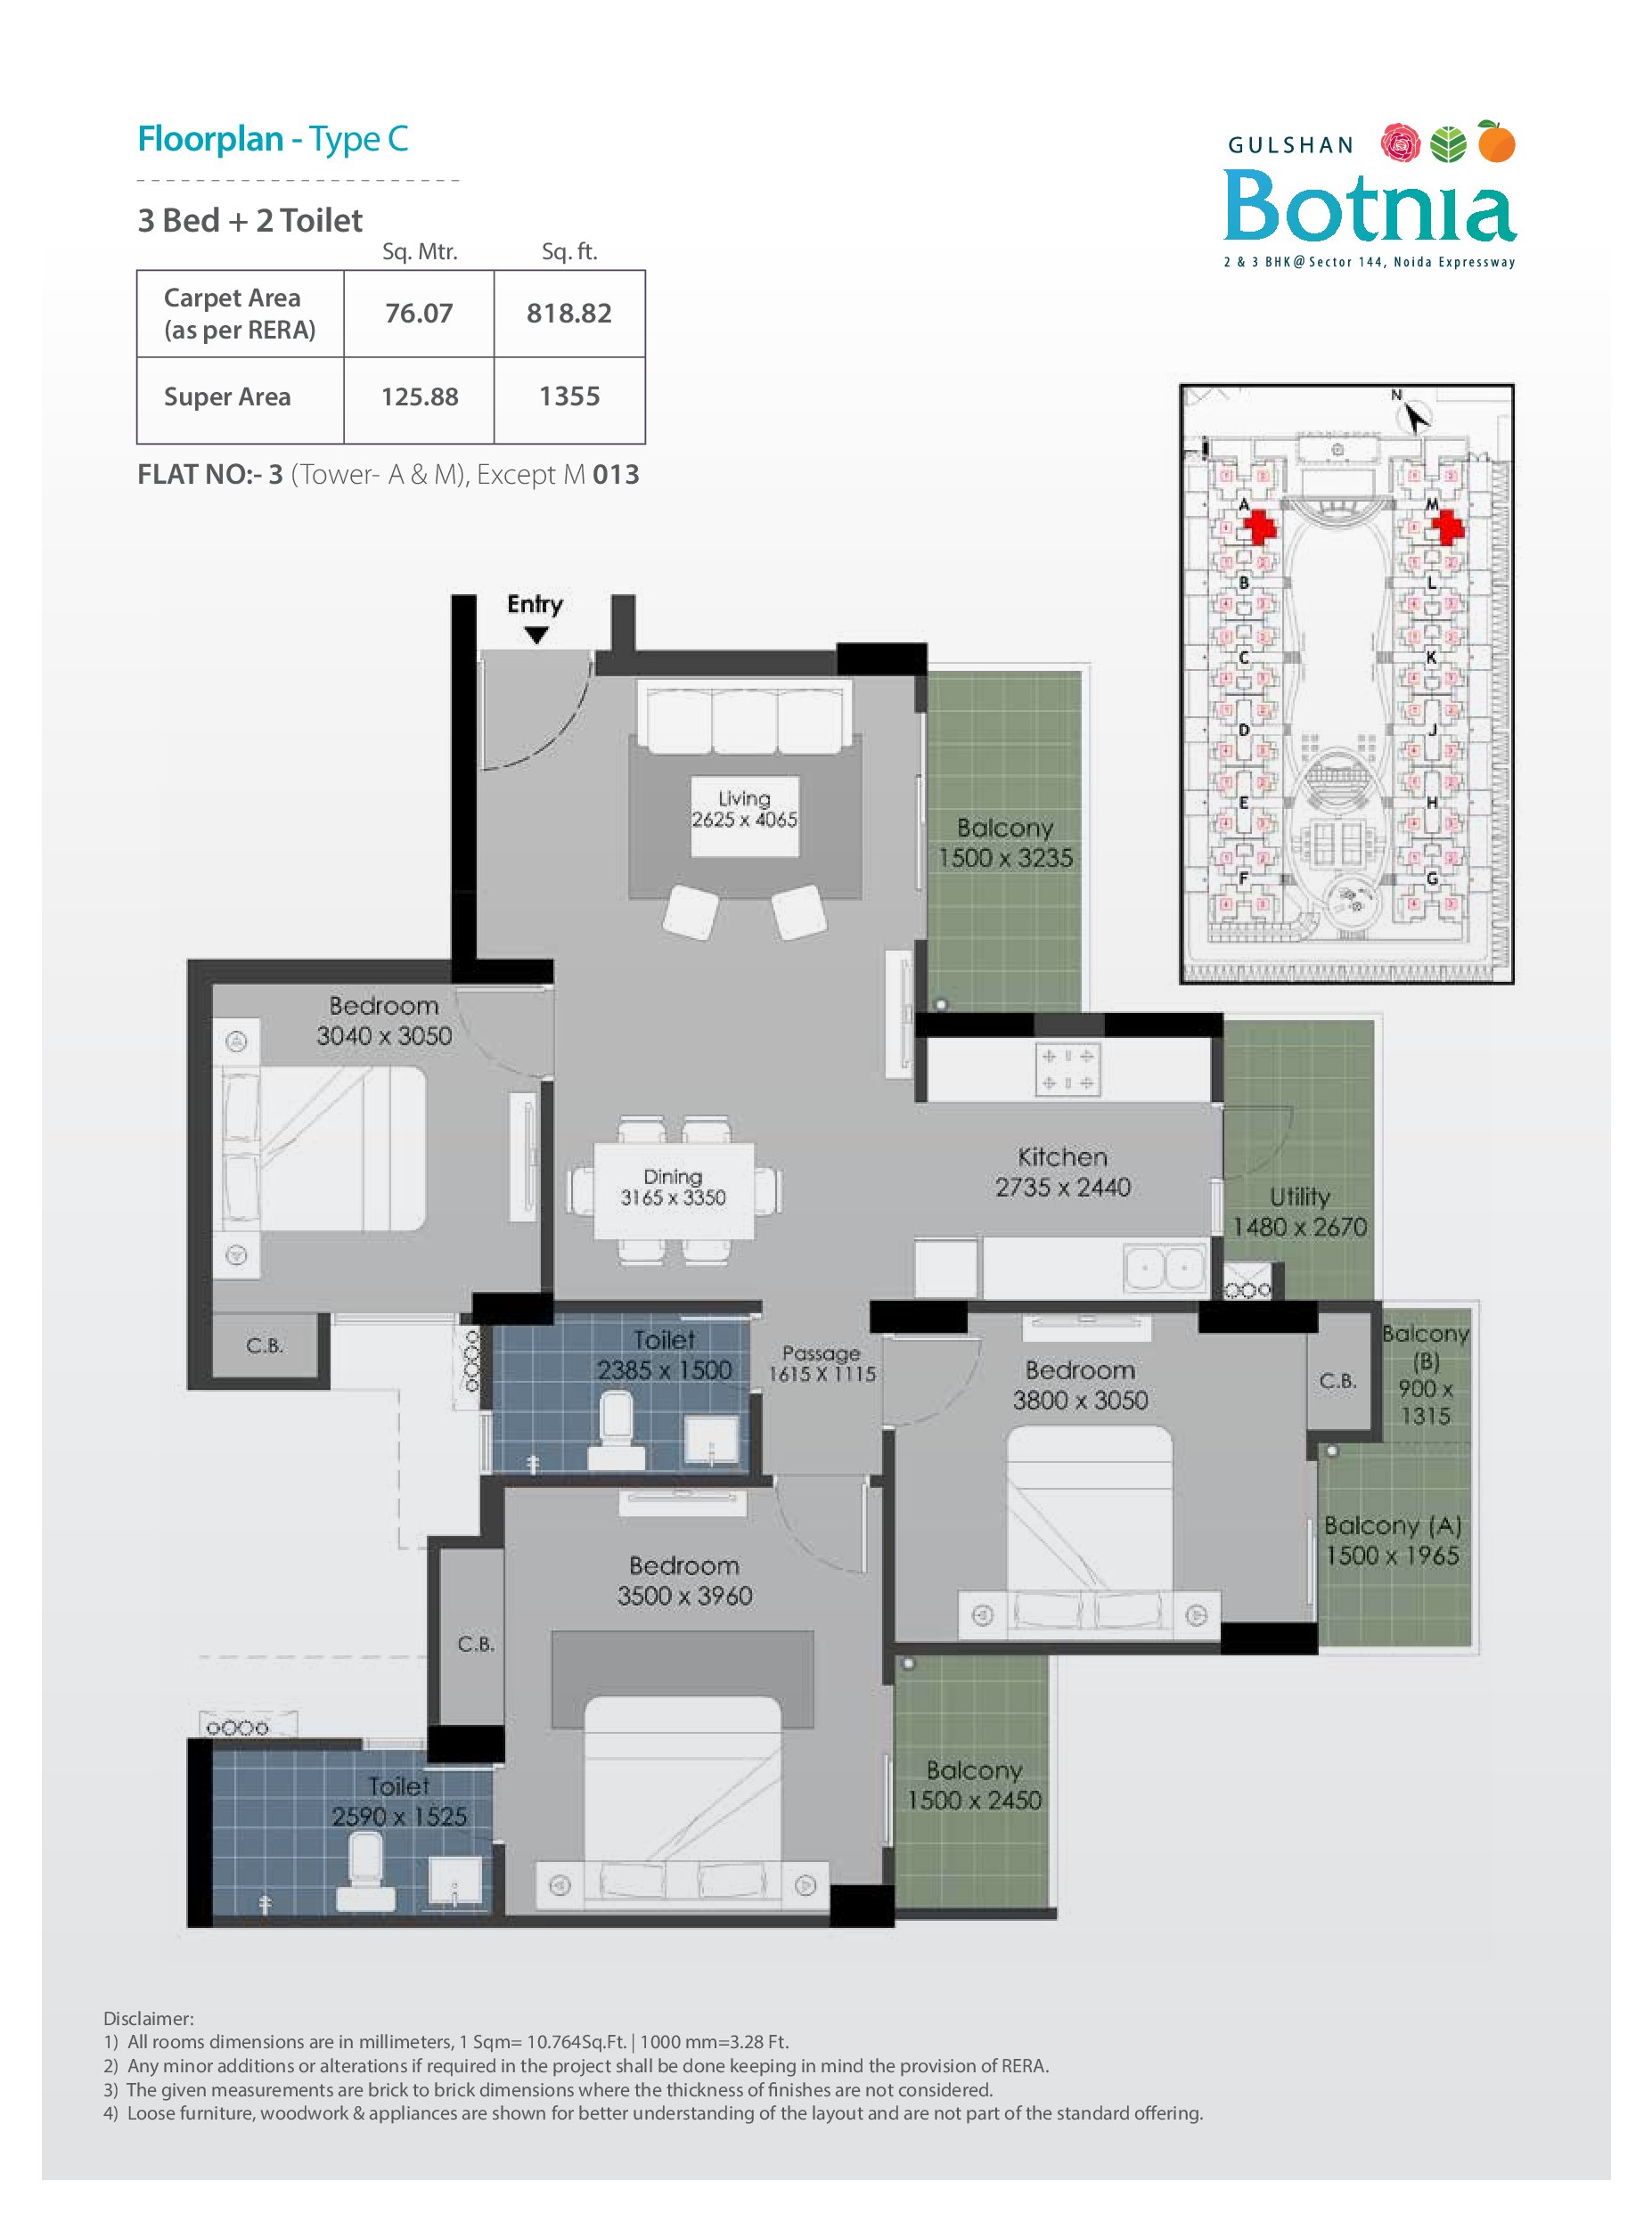 Floorplan - Type C
3 Bed + 2 Toilet
Sq. Mtr. Sq. ft.
Carpet Area
(as per RERA) 76.07 818.82
Super Area 125.88 1355
FLAT NO:- 3 (Tower- A & M), Except M 013
GULSHAN
Botnia
2 & 3 BHK@Sector 144, Noida Expressway
N
A M
B L
C K
D J
E H
F G
Entry
Living
2625 x 4065
Balcony
1500 x 3235
Bedroom
3040 x 3050
Dining
3165 x 3350
Kitchen
2735 x 2440
Utility
1480 x 2670
C.B.
Toilet
2385 x 1500
Passage
1615 X 1115
Bedroom
3800 x 3050
C.B.
Balcony
(B)
900 x
1315
Balcony (A)
1500 x 1965
Bedroom
3500 x 3960
C.B.
Toilet
2590 x 1525
Balcony
1500 x 2450
Disclaimer:
1) All rooms dimensions are in millimeters, 1 Sqm= 10.764Sq.Ft. | 1000 mm=3.28 Ft.
2) Any minor additions or alterations if required in the project shall be done keeping in mind the provision of RERA.
3) The given measurements are brick to brick dimensions where the thickness of finishes are not considered.
4) Loose furniture, woodwork & appliances are shown for better understanding of the layout and are not part of the standard offering.